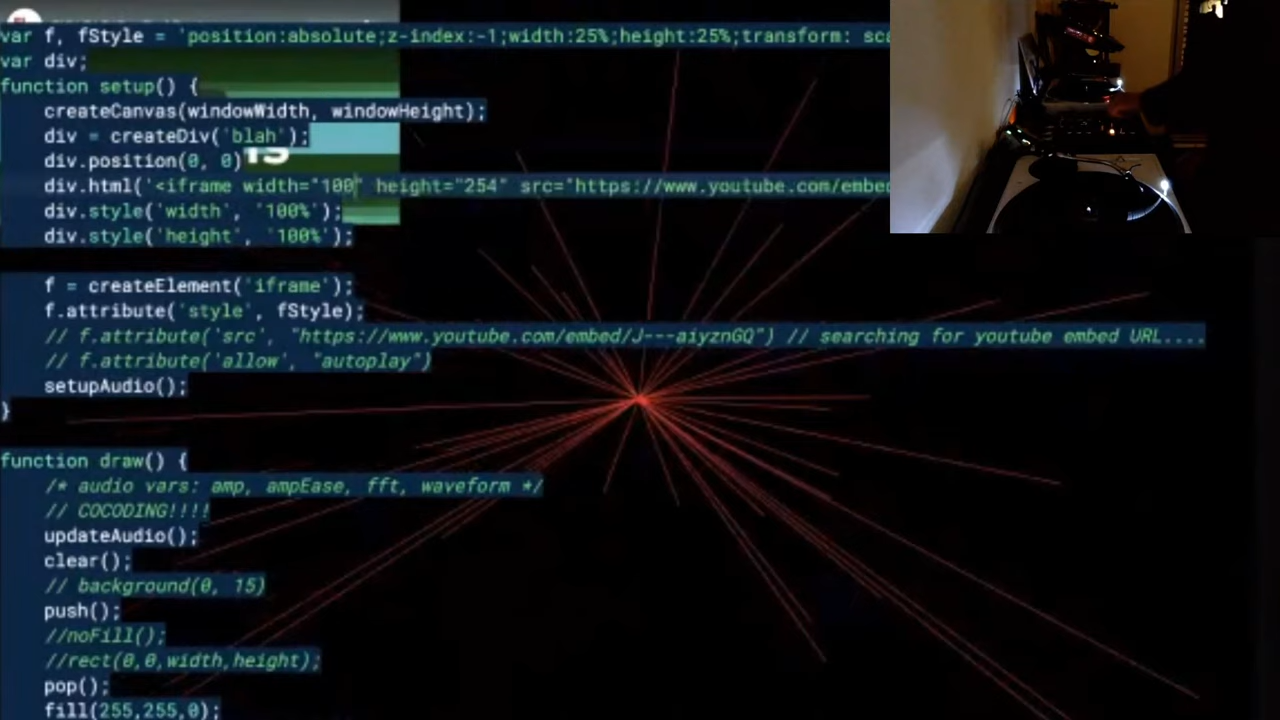 var f, fStyle = 'position:absolute;z-index:-1;width:25%;height:25%;transform: sca
var div;
function setup() {
createCanvas(windowWidth, windowHeight);
div = createDiv('blah');
div.position(0, 0)
div.html('<iframe width="100" height="254" src="https://www.youtube.com/embed
div.style('width', '100%');
div.style('height', '100%');
f = createElement('iframe');
f.attribute('style', fStyle);
// f.attribute('src', "https://www.youtube.com/embed/J---aiyznGQ") // searching for youtube embed URL....
// f.attribute('allow', "autoplay")
setupAudio();
}
function draw() {
/* audio vars: amp, ampEase, fft, waveform */
// COCODING!!!!
updateAudio();
clear();
// background(0, 15)
push();
//noFill();
//rect(0,0,width,height);
pop();
fill(255,255,0);